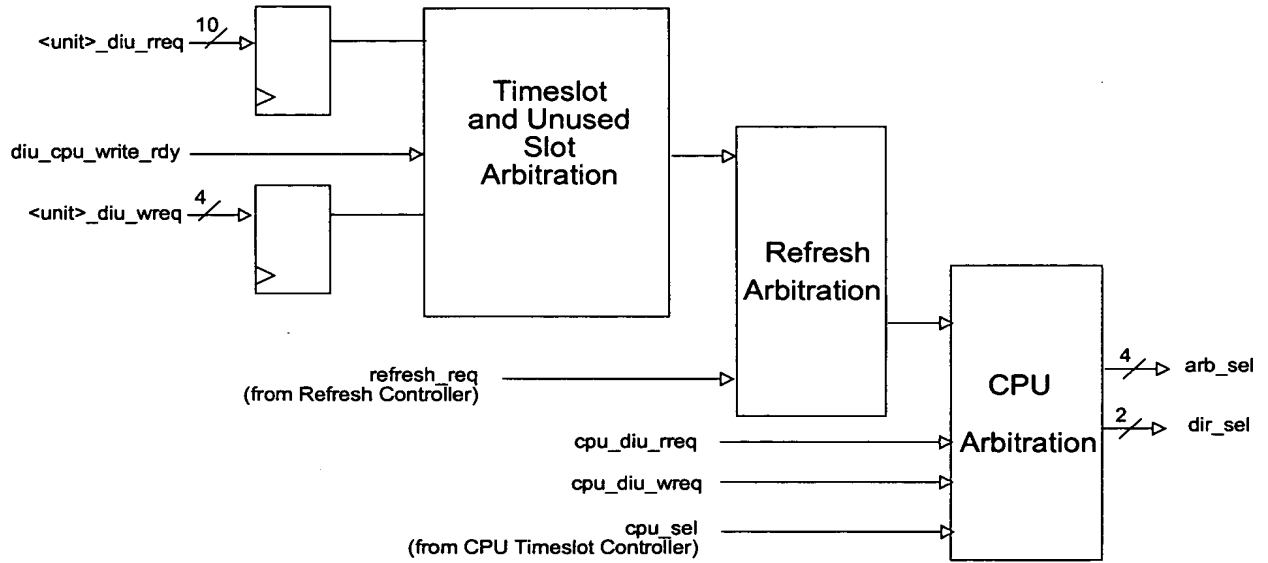 <unit>_diu_rreq
10
diu_cpu_write_rdy
<unit>_diu_wreq
4
Timeslot
and Unused
Slot
Arbitration
Refresh
Arbitration
refresh_req
(from Refresh Controller)
CPU
Arbitration
cpu_diu_rreq
cpu_diu_wreq
cpu_sel
(from CPU Timeslot Controller)
4
arb_sel
2
dir_sel